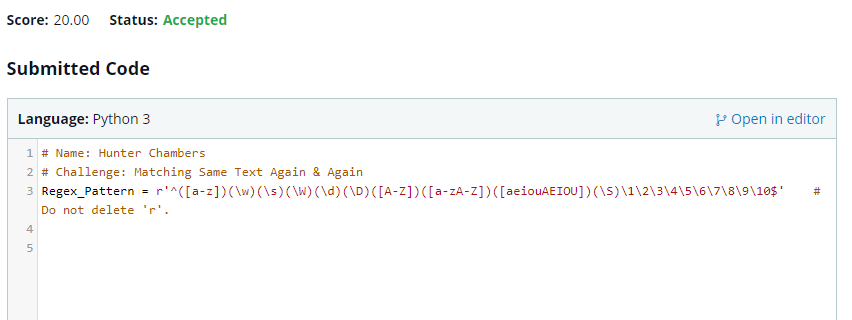 Score: 20.00 Status: Accepted
Submitted Code
Language: Python 3 Open in editor
1 # Name: Hunter Chambers
2 # Challenge: Matching Same Text Again & Again
3 Regex_Pattern = r'^([a-z])(\w)(\s)(\W)(\d)(\D)([A-Z])([a-zA-Z])([aeiouAEIOU])(\S)\1\2\3\4\5\6\7\8\9\10$' #
Do not delete 'r'.
4
5